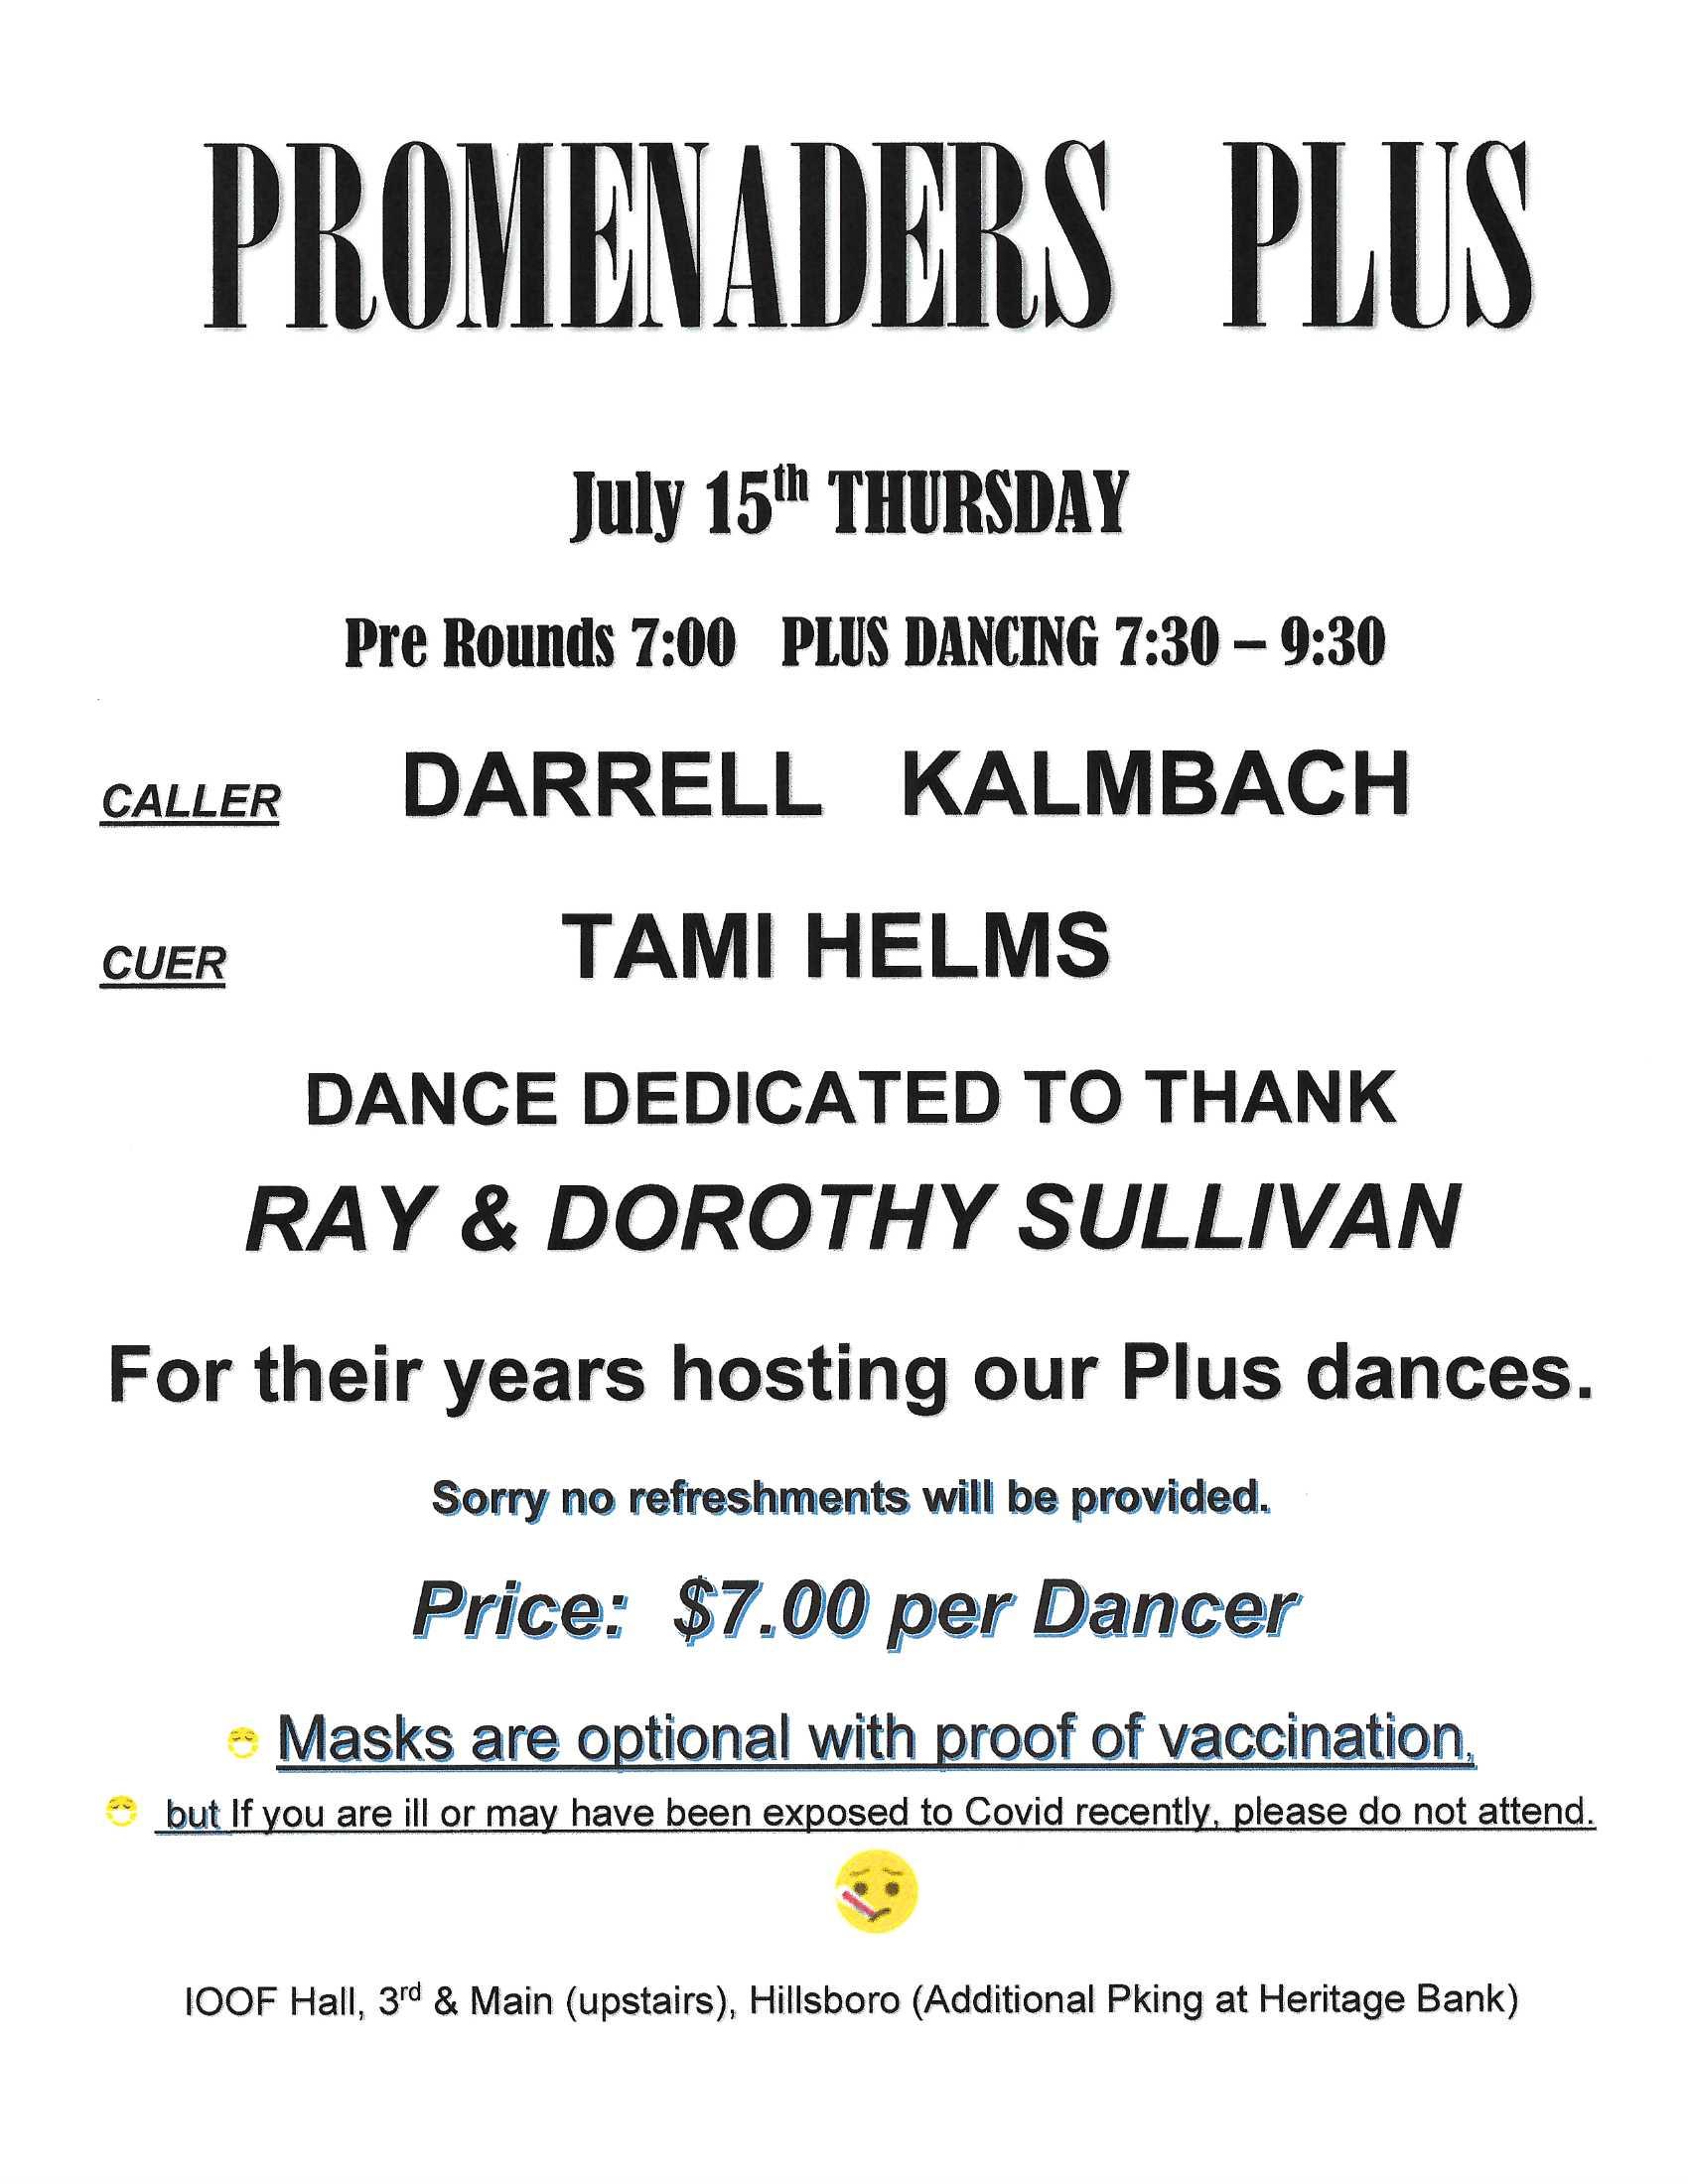 PROMENADERS PLUS
July 15th THURSDAY
Pre Rounds 7:00 PLUS DANCING 7:30 – 9:30
CALLER DARRELL KALMBACH
CUER TAMI HELMS
DANCE DEDICATED TO THANK
RAY & DOROTHY SULLIVAN
For their years hosting our Plus dances.
Sorry no refreshments will be provided.
Price: $7.00 per Dancer
Masks are optional with proof of vaccination,
but If you are ill or may have been exposed to Covid recently, please do not attend.
IOOF Hall, 3rd & Main (upstairs), Hillsboro (Additional Pking at Heritage Bank)